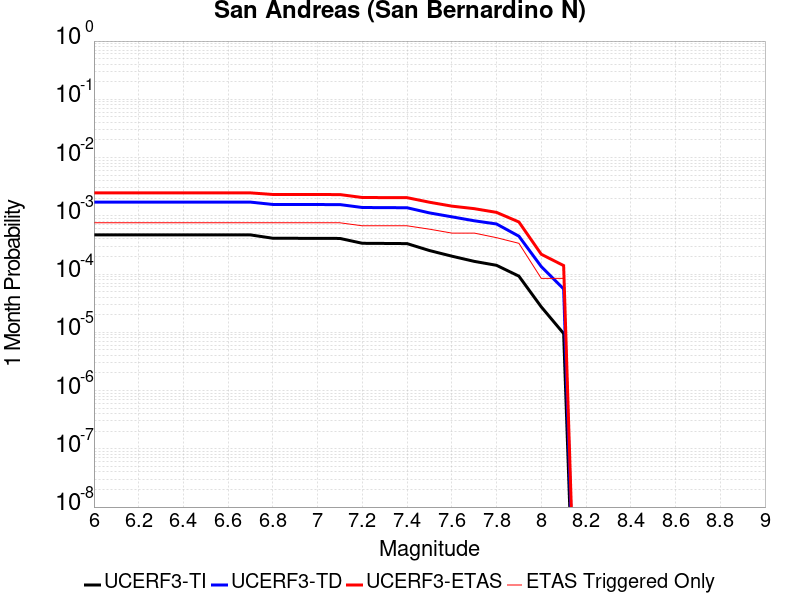 San Andreas (San Bernardino N)
10^0
10^-1
10^-2
10^-3
10^-4
10^-5
10^-6
10^-7
10^-8
1 Month Probability
6 6.2 6.4 6.6 6.8 7 7.2 7.4 7.6 7.8 8 8.2 8.4 8.6 8.8 9
Magnitude
UCERF3-TI UCERF3-TD UCERF3-ETAS ETAS Triggered Only